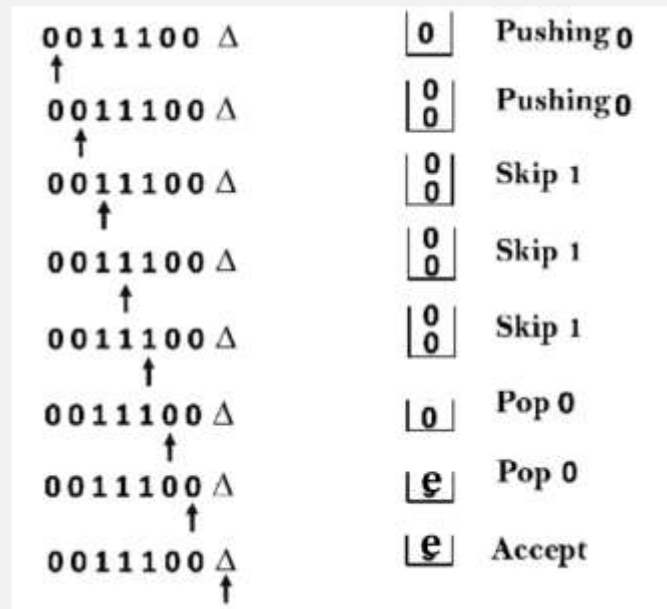 0011100 Δ 0 Pushing 0
0011100 Δ 0 0 Pushing 0
0011100 Δ 0 0 Skip 1
0011100 Δ 0 0 Skip 1
0011100 Δ 0 0 Skip 1
0011100 Δ 0 Pop 0
0011100 Δ ę Pop 0
0011100 Δ ę Accept